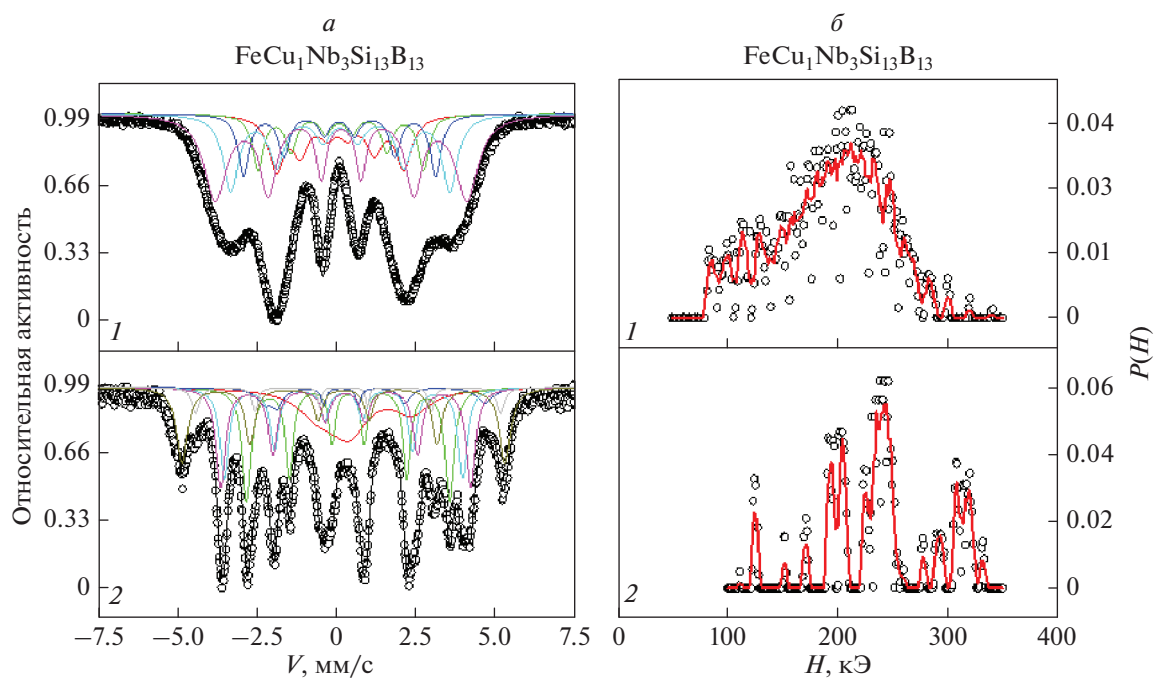 а
FeCu₁Nb₃Si₁₃B₁₃
б
FeCu₁Nb₃Si₁₃B₁₃
Относительная активность
0.99
0.66
0.33
0
1
0.99
0.66
0.33
0
2
−7.5 −5.0 −2.5 0 2.5 5.0 7.5
V, мм/с
1
0.04
0.03
0.01
0
P(H)
2
0.06
0.04
0.02
0
0 100 200 300 400
H, кЭ